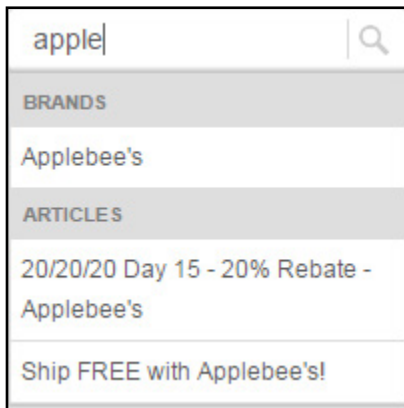 apple
BRANDS
Applebee's
ARTICLES
20/20/20 Day 15 - 20% Rebate -
Applebee's
Ship FREE with Applebee's!